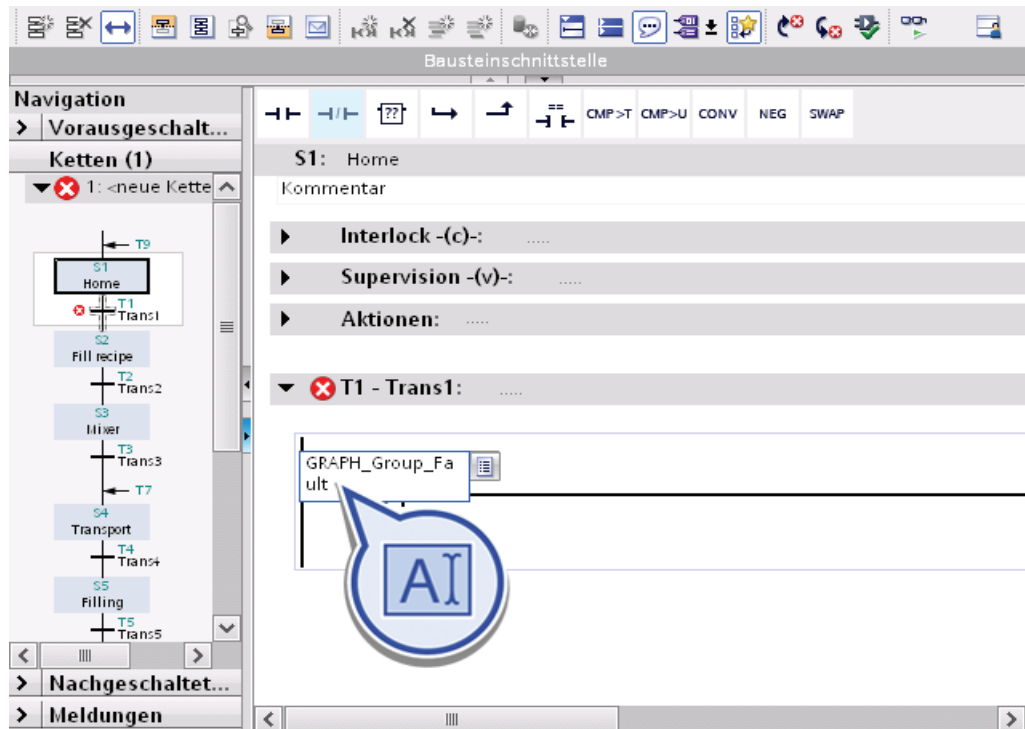 Bausteinschnittstelle
Navigation
Vorausgeschalt...
Ketten (1)
1: <neue Kette
T9
S1
Home
T1
Trans1
S2
Fill recipe
T2
Trans2
S3
Mixer
T3
Trans3
T7
S4
Transport
T4
Trans4
S5
Filling
T5
Trans5
Nachgeschaltet...
Meldungen
?? == CMP>T CMP>U CONV NEG SWAP
S1: Home
Kommentar
Interlock -(c)-: .....
Supervision -(v)-: .....
Aktionen: .....
T1 - Trans1: .....
GRAPH_Group_Fa
ult
A